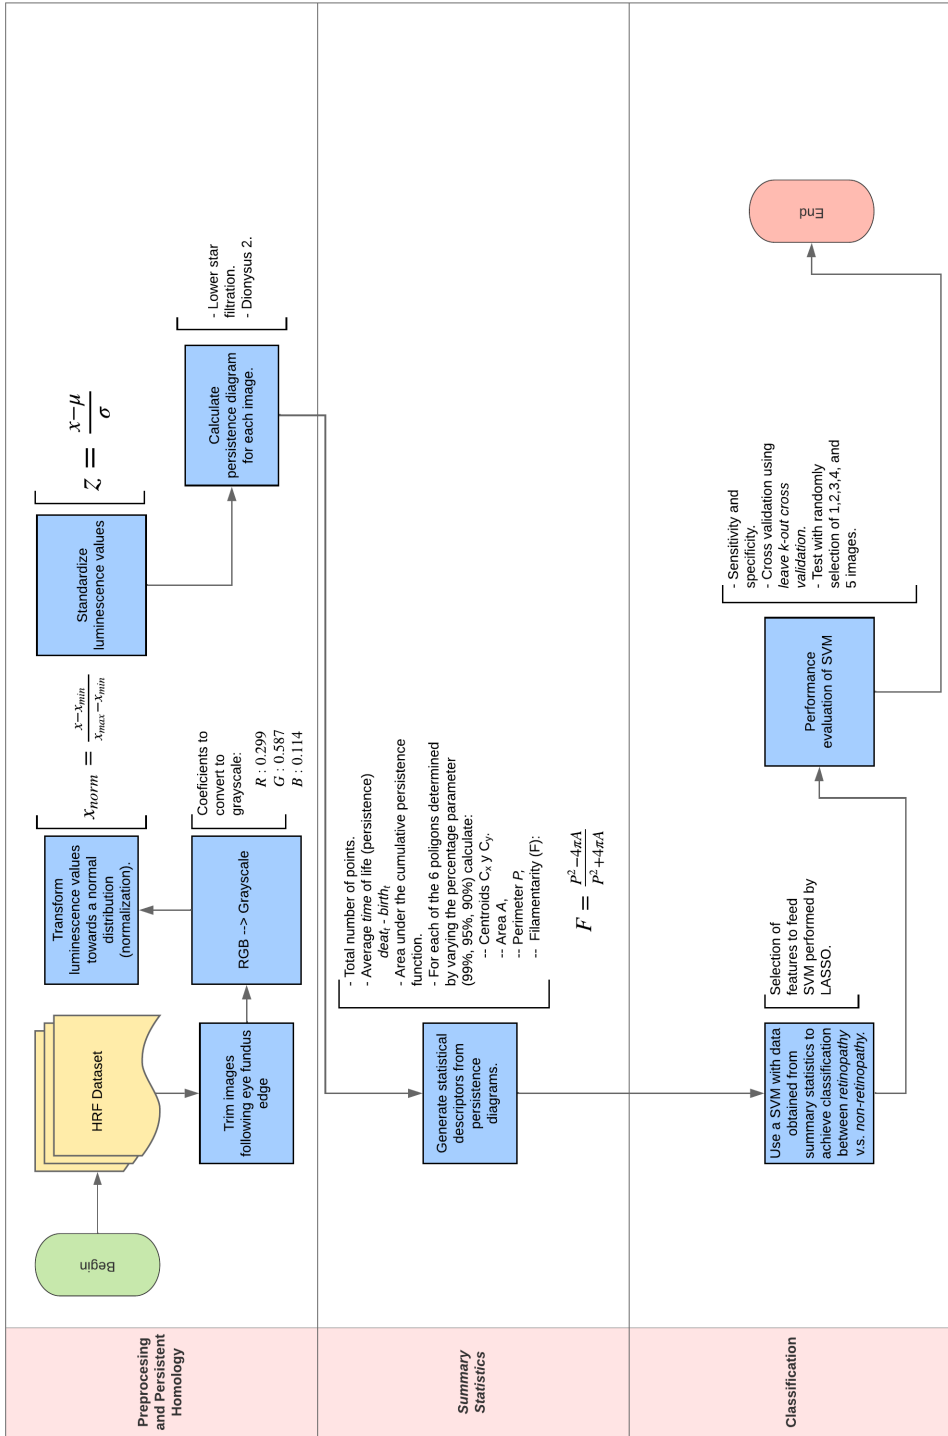 Preprocesing
and Persistent
Homology
Begin
HRF Dataset
Trim images
following eye fundus
edge
RGB --> Grayscale
Coeficients to
convert to
grayscale:
R : 0.299
G : 0.587
B : 0.114
Transform
luminescence values
towards a normal
distribution
(normalization).
x_norm = (x−x_min)/(x_max−x_min)
Standardize
luminescence values
z = (x−μ)/σ
Calculate
persistence diagram
for each image.
- Lower star
filtration.
- Dionysus 2.
Summary
Statistics
Generate statistical
descriptors from
persistence
diagrams.
- Total number of points.
- Average time of life (persistence)
deat_t - birth_t
- Area under the cumulative persistence
function.
- For each of the 6 poligons determined
by varying the percentage parameter
(99%, 95%, 90%) calculate:
-- Centroids C_x y C_y.
-- Area A,
-- Perimeter P,
-- Filamentarity (F):
F = (P²−4πA)/(P²+4πA)
Classification
Use a SVM with data
obtained from
summary statistics to
achieve classification
between retinopathy
v.s. non-retinopathy.
Selection of
features to feed
SVM performed by
LASSO.
Performance
evaluation of SVM
- Sensitivity and
specificity.
- Cross validation using
leave k-out cross
validation.
- Test with randomly
selection of 1,2,3,4, and
5 images.
End